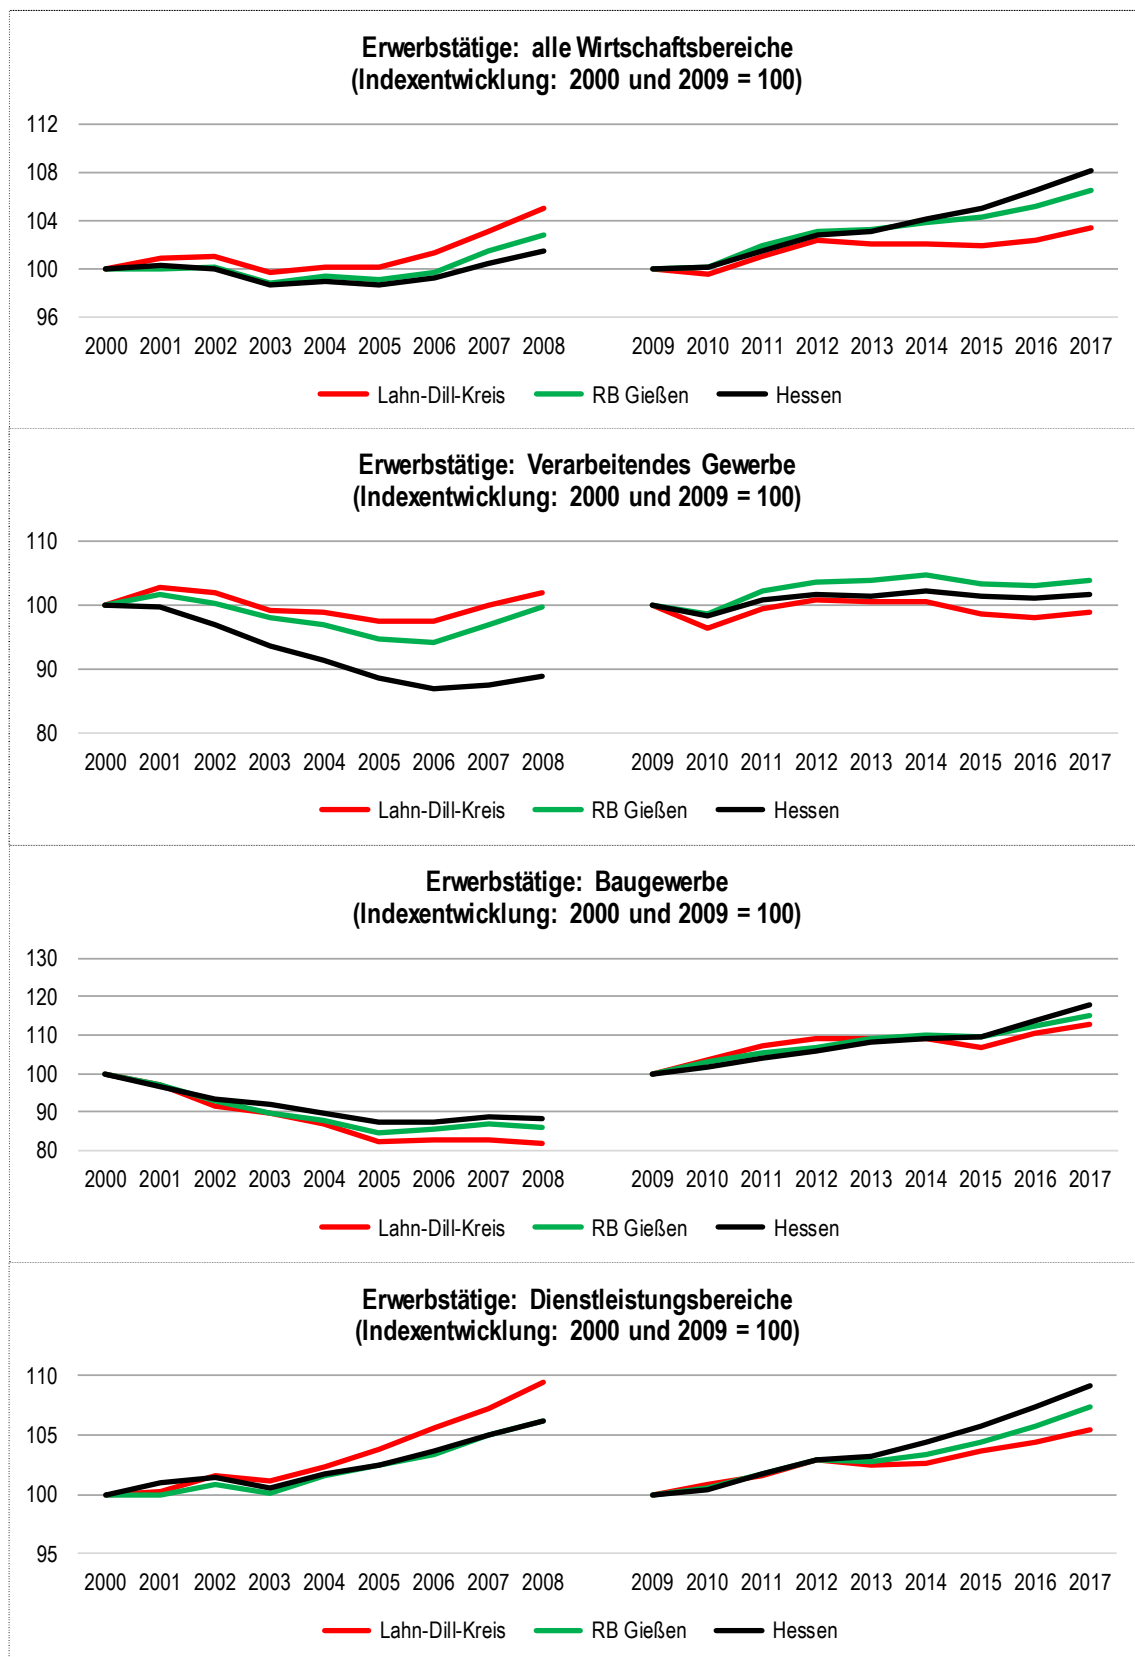 Erwerbstätige: alle Wirtschaftsbereiche
(Indexentwicklung: 2000 und 2009 = 100)
112
108
104
100
96
2000 2001 2002 2003 2004 2005 2006 2007 2008 2009 2010 2011 2012 2013 2014 2015 2016 2017
Lahn-Dill-Kreis RB Gießen Hessen
Erwerbstätige: Verarbeitendes Gewerbe
(Indexentwicklung: 2000 und 2009 = 100)
110
100
90
80
2000 2001 2002 2003 2004 2005 2006 2007 2008 2009 2010 2011 2012 2013 2014 2015 2016 2017
Lahn-Dill-Kreis RB Gießen Hessen
Erwerbstätige: Baugewerbe
(Indexentwicklung: 2000 und 2009 = 100)
130
120
110
100
90
80
2000 2001 2002 2003 2004 2005 2006 2007 2008 2009 2010 2011 2012 2013 2014 2015 2016 2017
Lahn-Dill-Kreis RB Gießen Hessen
Erwerbstätige: Dienstleistungsbereiche
(Indexentwicklung: 2000 und 2009 = 100)
110
105
100
95
2000 2001 2002 2003 2004 2005 2006 2007 2008 2009 2010 2011 2012 2013 2014 2015 2016 2017
Lahn-Dill-Kreis RB Gießen Hessen